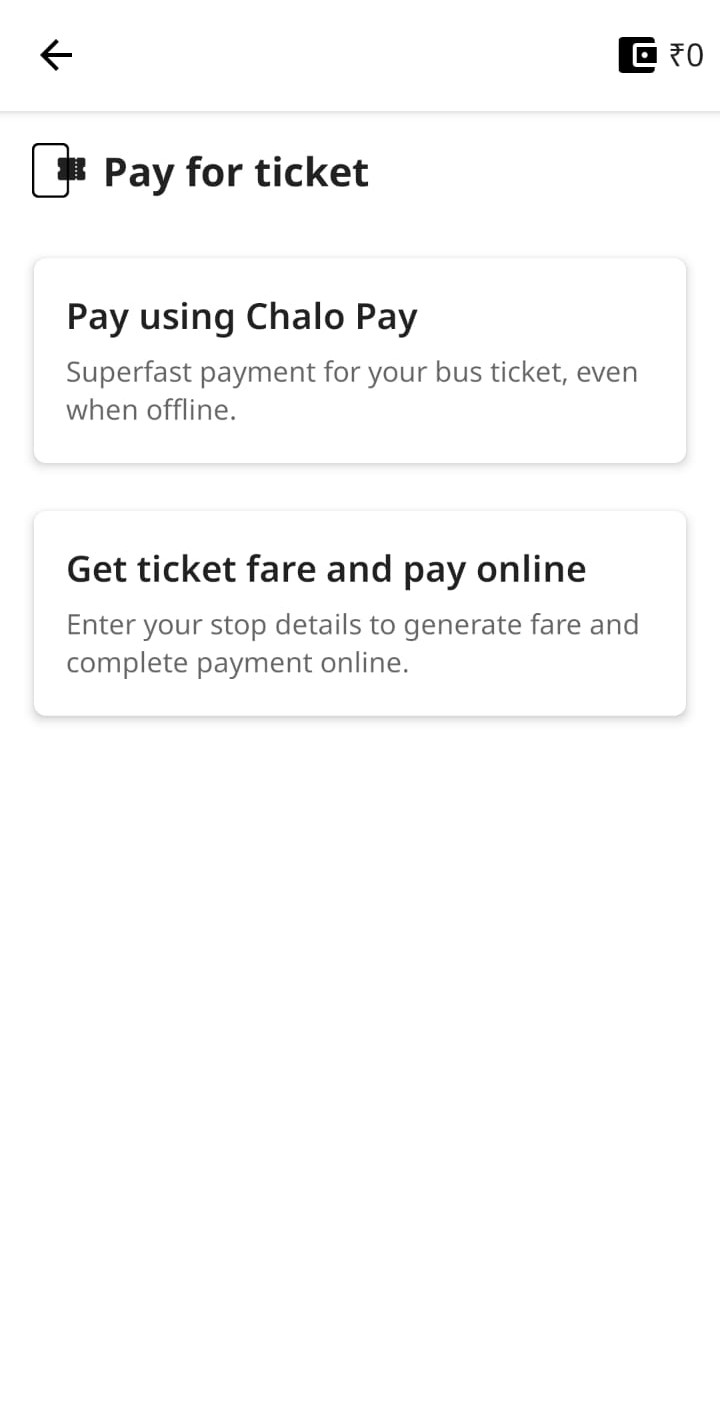 ₹0
Pay for ticket
Pay using Chalo Pay
Superfast payment for your bus ticket, even
when offline.
Get ticket fare and pay online
Enter your stop details to generate fare and
complete payment online.